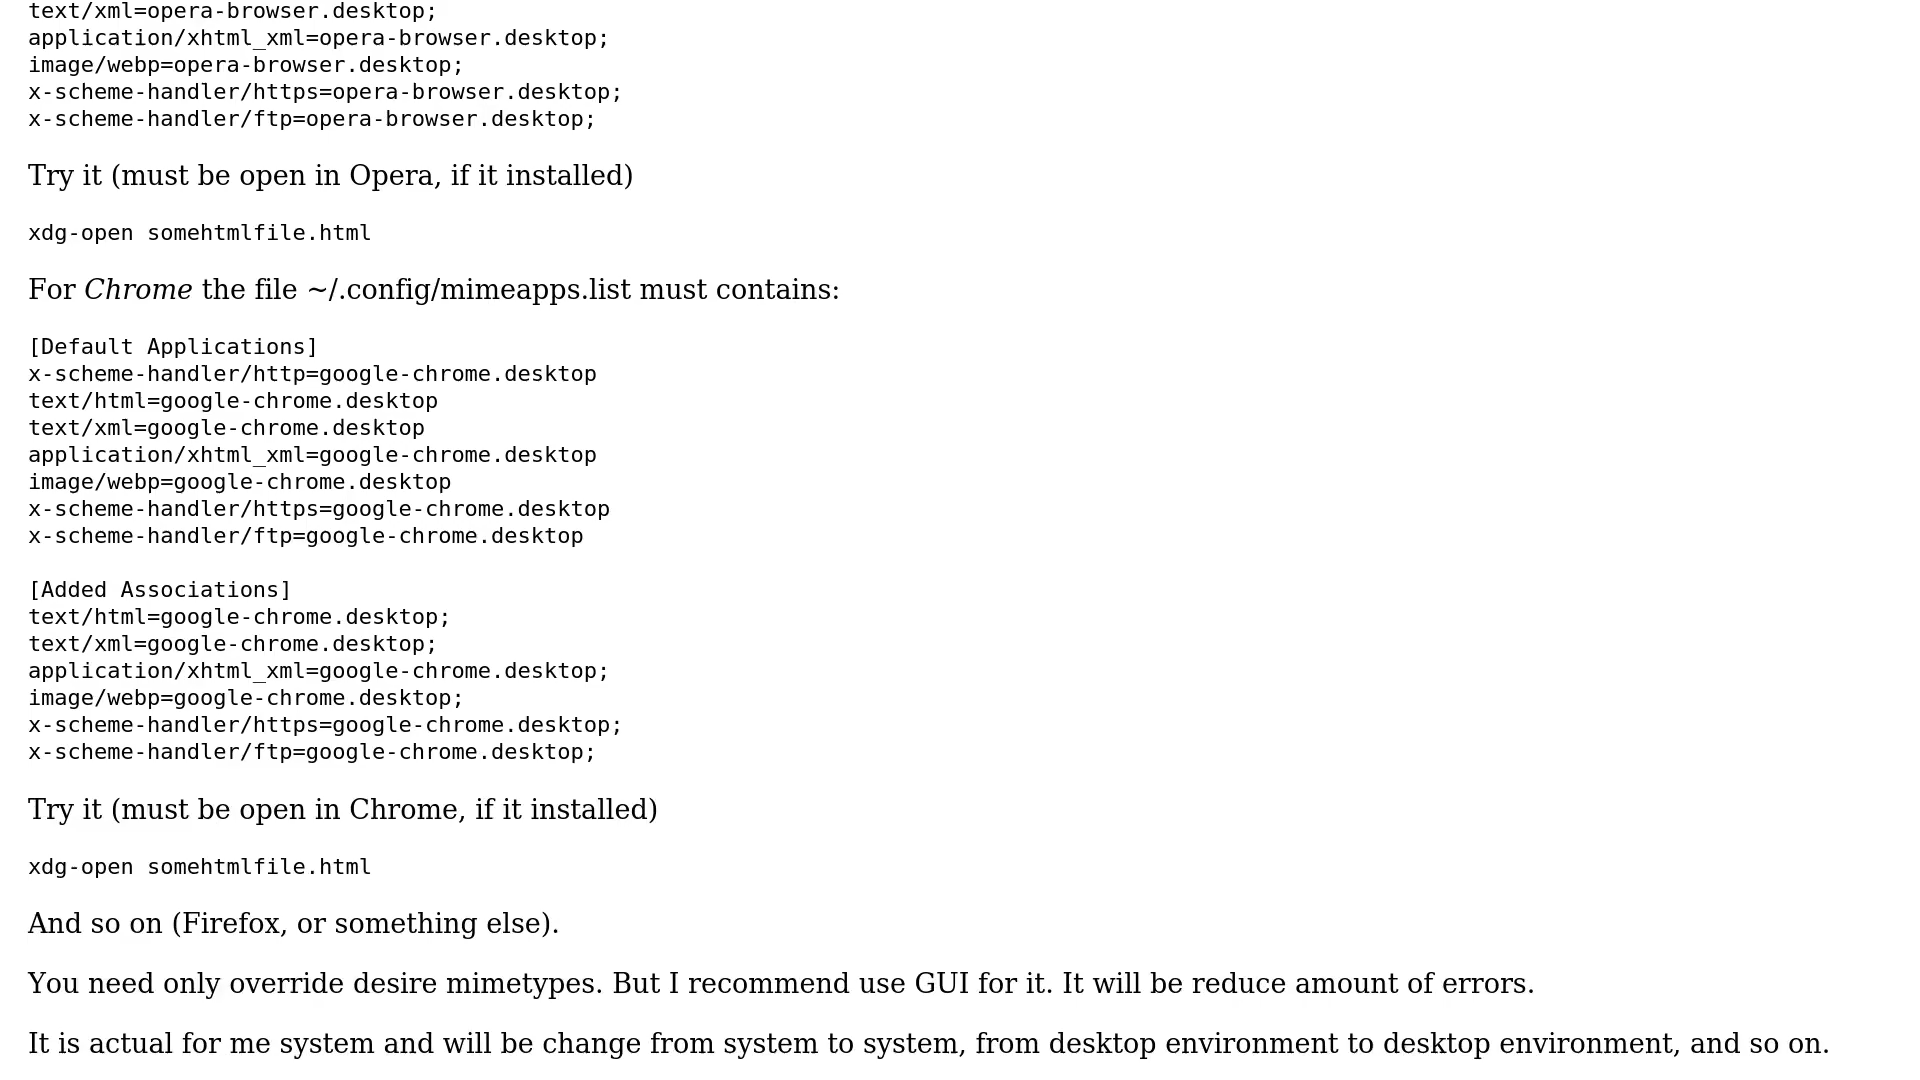 text/xml=opera-browser.desktop;
application/xhtml_xml=opera-browser.desktop;
image/webp=opera-browser.desktop;
x-scheme-handler/https=opera-browser.desktop;
x-scheme-handler/ftp=opera-browser.desktop;
Try it (must be open in Opera, if it installed)
xdg-open somehtmlfile.html
For Chrome the file ~/.config/mimeapps.list must contains:
[Default Applications]
x-scheme-handler/http=google-chrome.desktop
text/html=google-chrome.desktop
text/xml=google-chrome.desktop
application/xhtml_xml=google-chrome.desktop
image/webp=google-chrome.desktop
x-scheme-handler/https=google-chrome.desktop
x-scheme-handler/ftp=google-chrome.desktop
[Added Associations]
text/html=google-chrome.desktop;
text/xml=google-chrome.desktop;
application/xhtml_xml=google-chrome.desktop;
image/webp=google-chrome.desktop;
x-scheme-handler/https=google-chrome.desktop;
x-scheme-handler/ftp=google-chrome.desktop;
Try it (must be open in Chrome, if it installed)
xdg-open somehtmlfile.html
And so on (Firefox, or something else).
You need only override desire mimetypes. But I recommend use GUI for it. It will be reduce amount of errors.
It is actual for me system and will be change from system to system, from desktop environment to desktop environment, and so on.